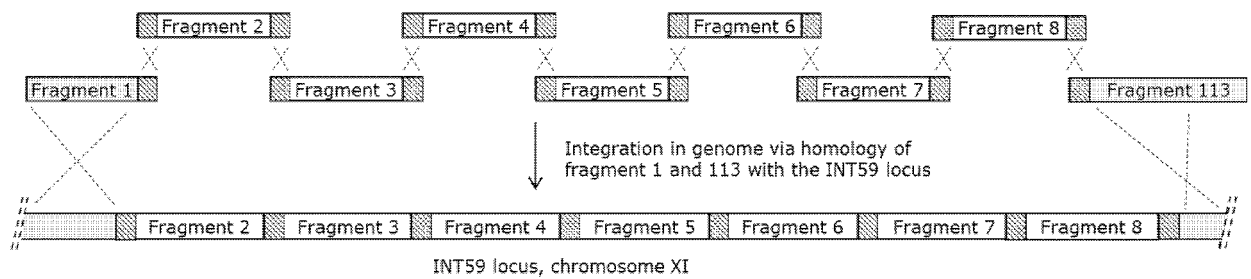 Fragment 2
Fragment 4
Fragment 6
Fragment 8
Fragment 1
Fragment 3
Fragment 5
Fragment 7
Fragment 113
Integration in genome via homology of
fragment 1 and 113 with the INT59 locus
Fragment 2
Fragment 3
Fragment 4
Fragment 5
Fragment 6
Fragment 7
Fragment 8
INT59 locus, chromosome XI